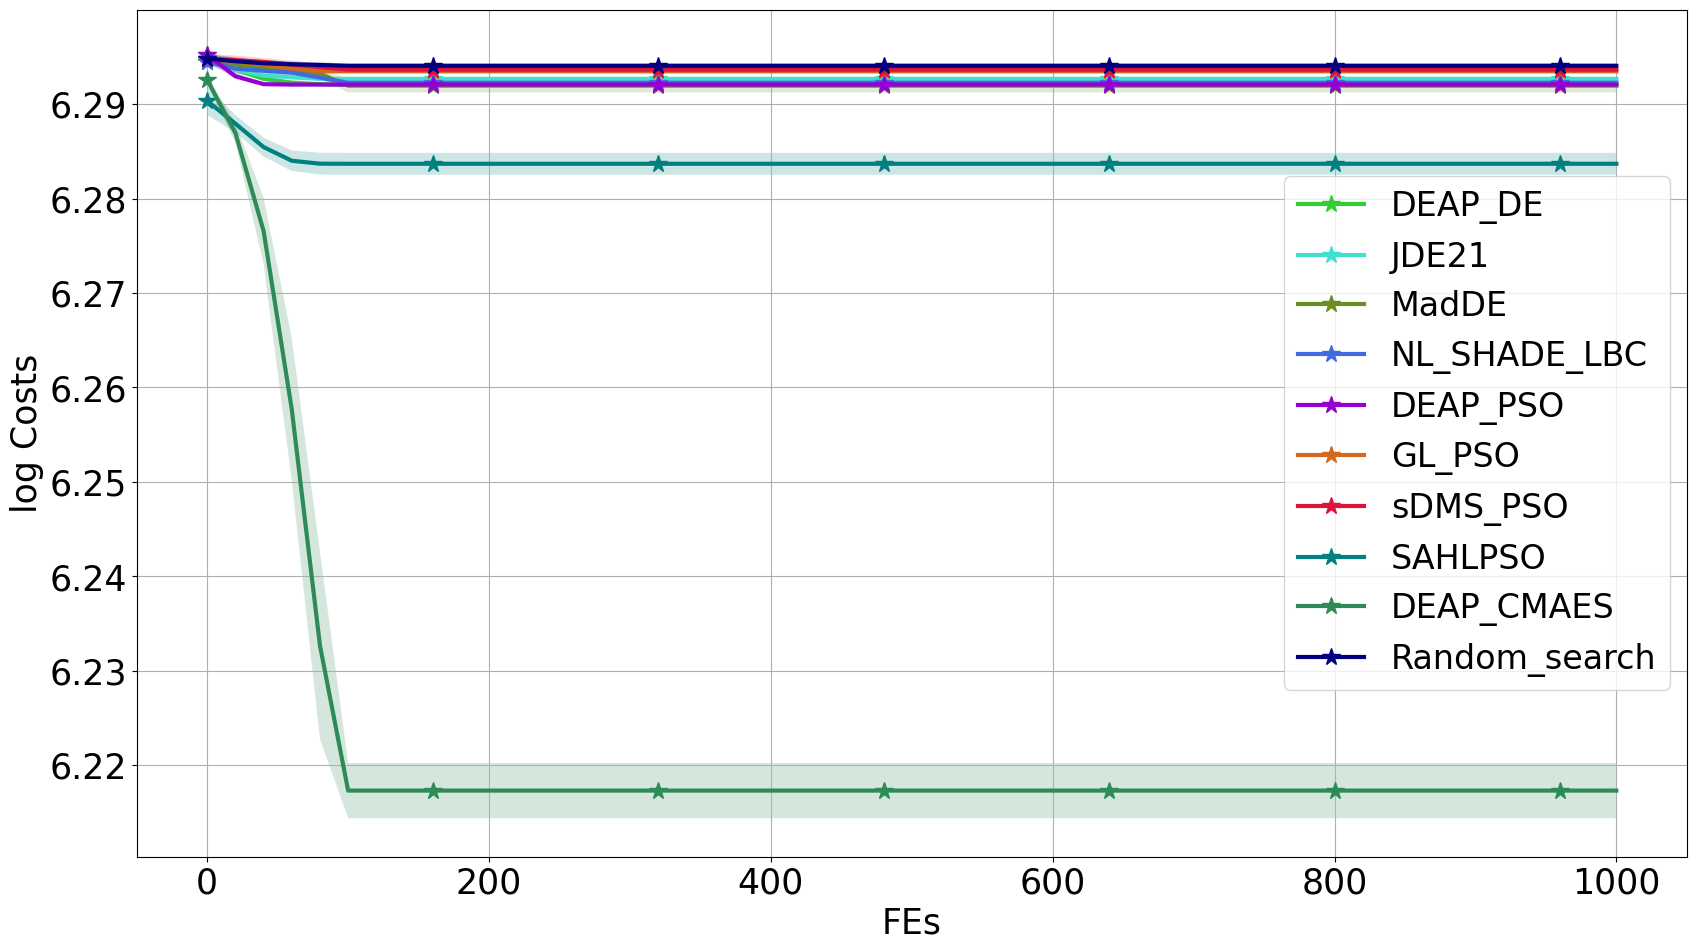 6.29
6.28
6.27
6.26
6.25
6.24
6.23
6.22
log Costs
0
200
400
600
800
1000
FEs
DEAP_DE
JDE21
MadDE
NL_SHADE_LBC
DEAP_PSO
GL_PSO
sDMS_PSO
SAHLPSO
DEAP_CMAES
Random_search